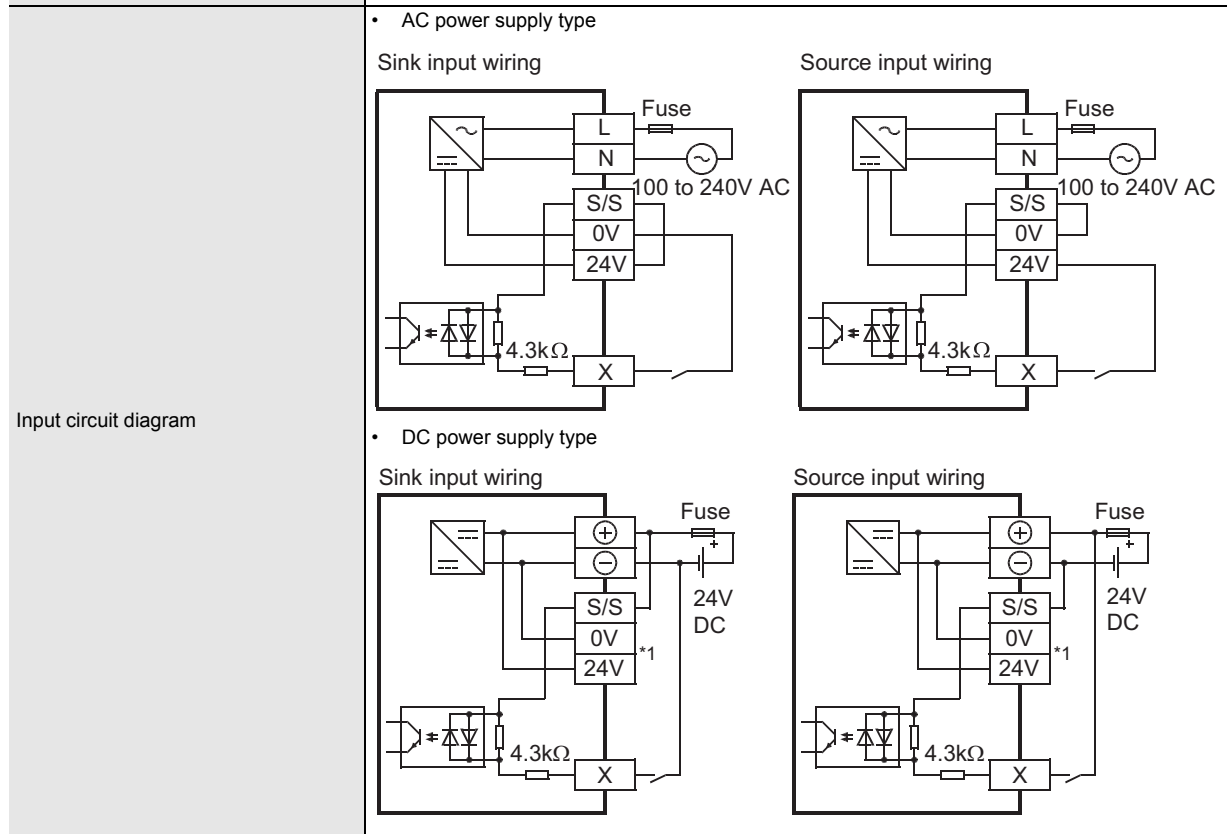 Input circuit diagram
• AC power supply type
Sink input wiring
Fuse
L
N
100 to 240V AC
S/S
0V
24V
4.3kΩ
X
Source input wiring
Fuse
L
N
100 to 240V AC
S/S
0V
24V
4.3kΩ
X
• DC power supply type
Sink input wiring
Fuse
+
24V
DC
S/S
0V
*1
24V
4.3kΩ
X
Source input wiring
Fuse
+
24V
DC
S/S
0V
*1
24V
4.3kΩ
X